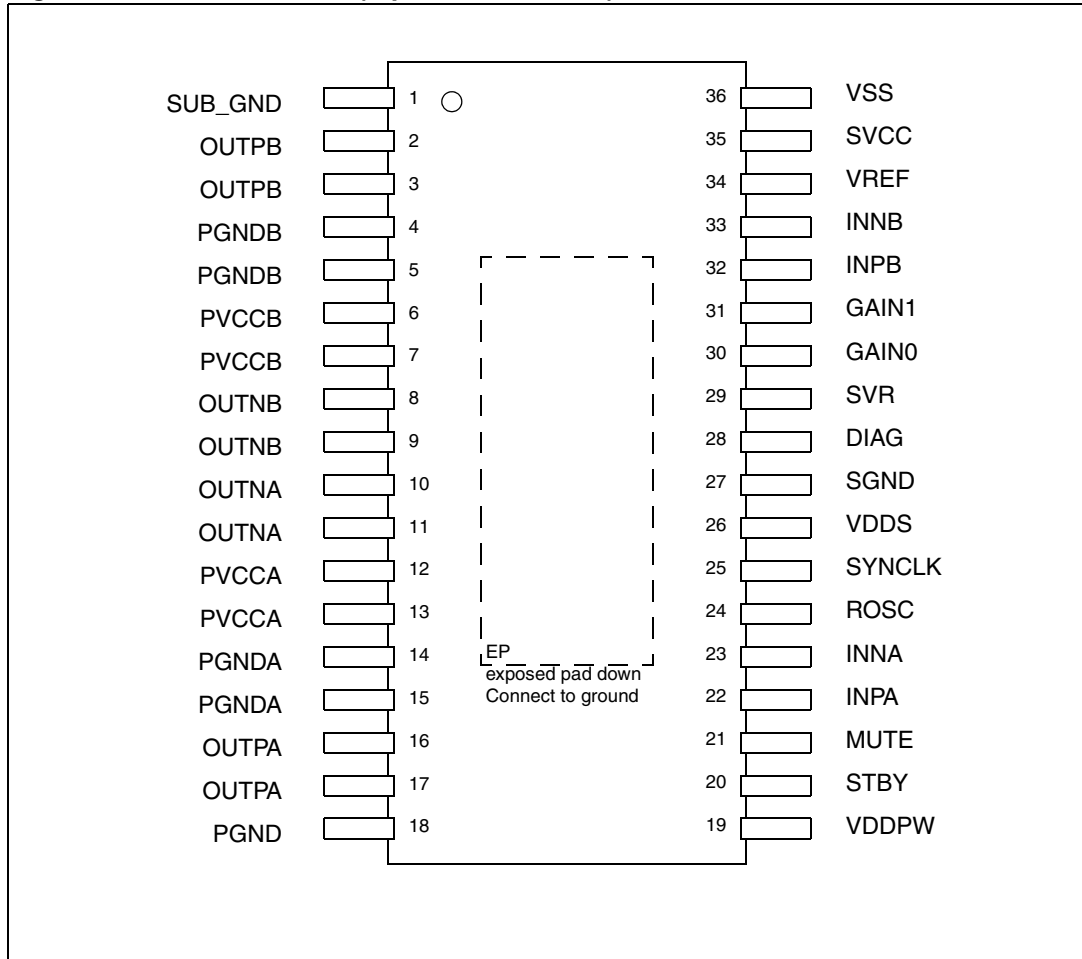 SUB_GND 1 36 VSS
OUTPB 2 35 SVCC
OUTPB 3 34 VREF
PGNDB 4 33 INNB
PGNDB 5 32 INPB
PVCCB 6 31 GAIN1
PVCCB 7 30 GAIN0
OUTNB 8 29 SVR
OUTNB 9 28 DIAG
OUTNA 10 27 SGND
OUTNA 11 26 VDDS
PVCCA 12 25 SYNCLK
PVCCA 13 24 ROSC
PGNDA 14 EP 23 INNA
exposed pad down
PGNDA 15 Connect to ground 22 INPA
OUTPA 16 21 MUTE
OUTPA 17 20 STBY
PGND 18 19 VDDPW